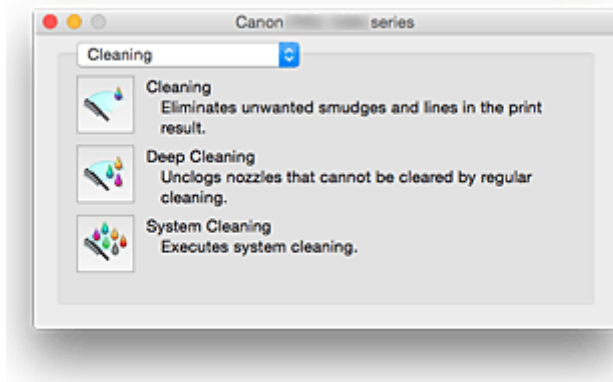 Canon series
Cleaning
Cleaning
Eliminates unwanted smudges and lines in the print
result.
Deep Cleaning
Unclogs nozzles that cannot be cleared by regular
cleaning.
System Cleaning
Executes system cleaning.